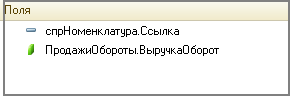 Поля
спрНоменклатура.Ссылка
ПродажиОбороты.ВыручкаОборот